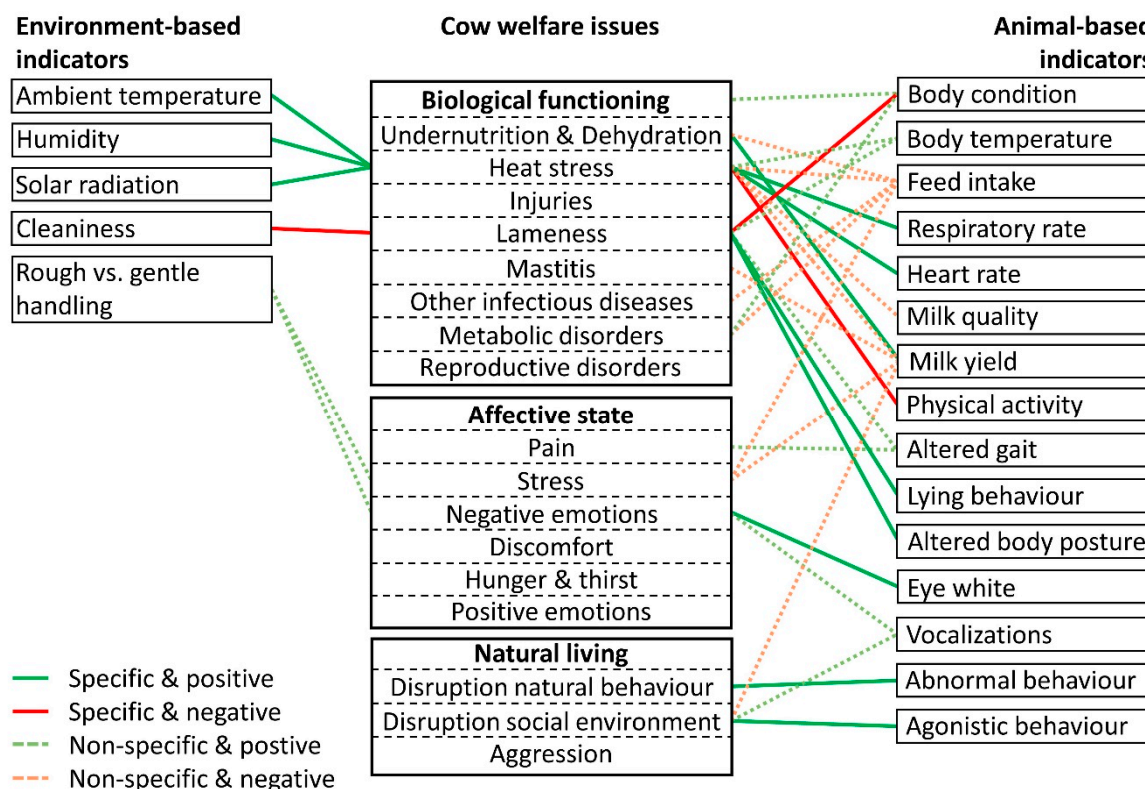 Environment-based
indicators
Ambient temperature
Humidity
Solar radiation
Cleaniness
Rough vs. gentle
handling
Cow welfare issues
Biological functioning
Undernutrition & Dehydration
Heat stress
Injuries
Lameness
Mastitis
Other infectious diseases
Metabolic disorders
Reproductive disorders
Affective state
Pain
Stress
Negative emotions
Discomfort
Hunger & thirst
Positive emotions
Natural living
Disruption natural behaviour
Disruption social environment
Aggression
Animal-based
indicators
Body condition
Body temperature
Feed intake
Respiratory rate
Heart rate
Milk quality
Milk yield
Physical activity
Altered gait
Lying behaviour
Altered body posture
Eye white
Vocalizations
Abnormal behaviour
Agonistic behaviour
Specific & positive
Specific & negative
Non-specific & postive
Non-specific & negative